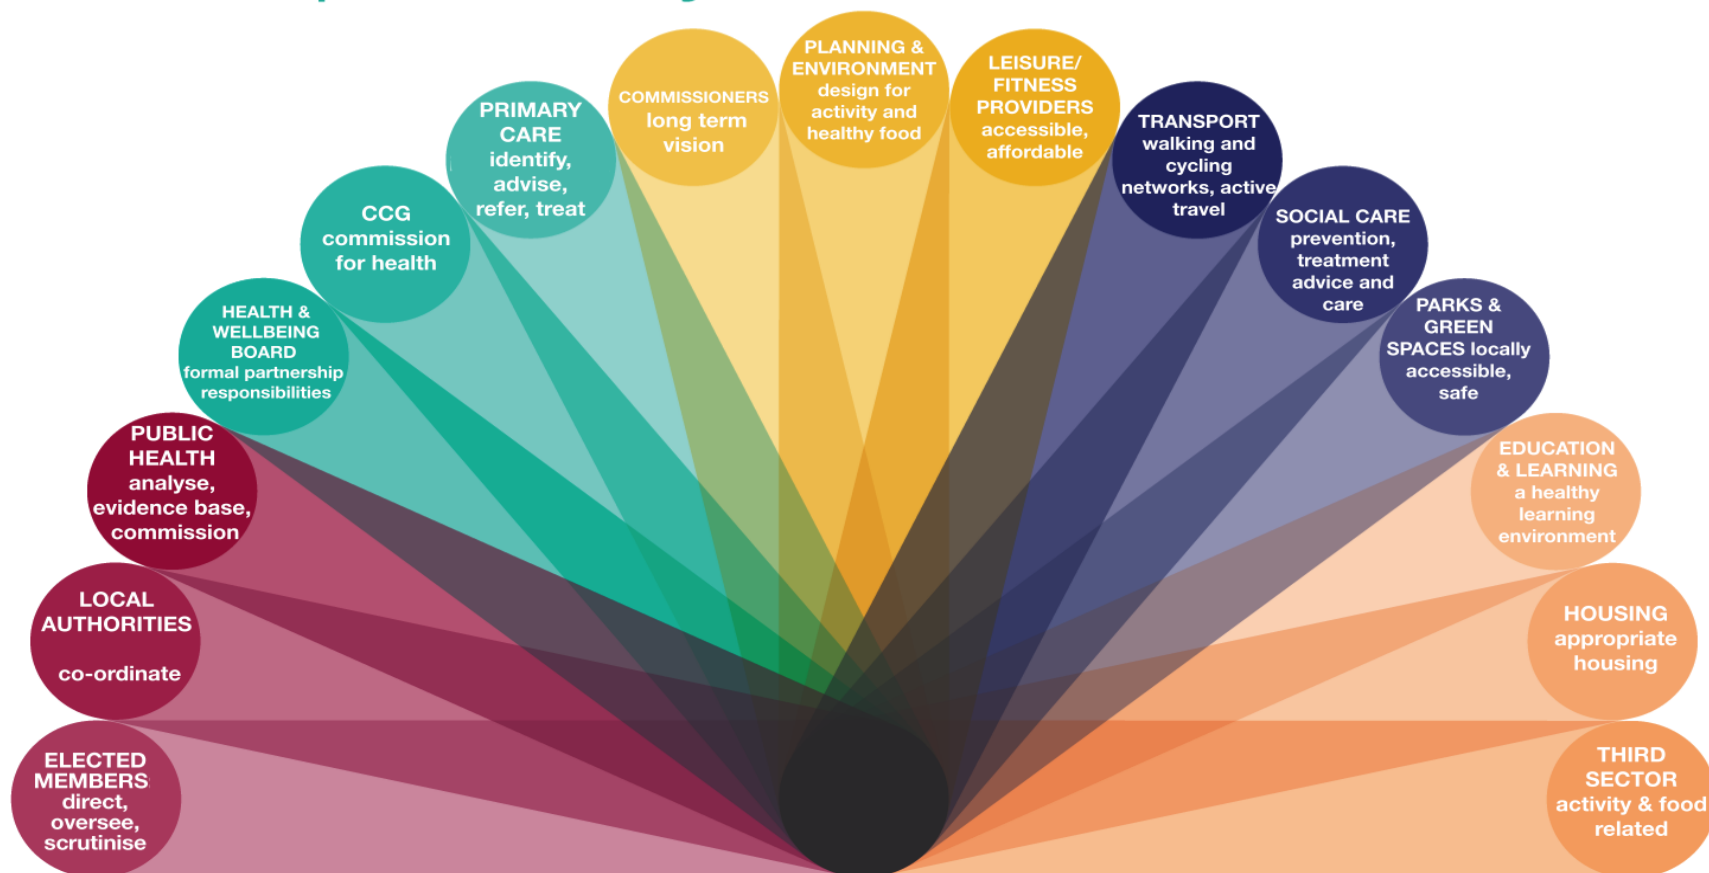 ELECTED
MEMBERS:
direct,
oversee,
scrutinise
LOCAL
AUTHORITIES
co-ordinate
PUBLIC
HEALTH
analyse,
evidence base,
commission
HEALTH &
WELLBEING
BOARD
formal partnership
responsibilities
CCG
commission
for health
PRIMARY
CARE
identify,
advise,
refer, treat
COMMISSIONERS
long term
vision
PLANNING &
ENVIRONMENT
design for
activity and
healthy food
LEISURE/
FITNESS
PROVIDERS
accessible,
affordable
TRANSPORT
walking and
cycling
networks, active
travel
SOCIAL CARE
prevention,
treatment
advice and
care
PARKS &
GREEN
SPACES locally
accessible,
safe
EDUCATION
& LEARNING
a healthy
learning
environment
HOUSING
appropriate
housing
THIRD
SECTOR
activity & food
related